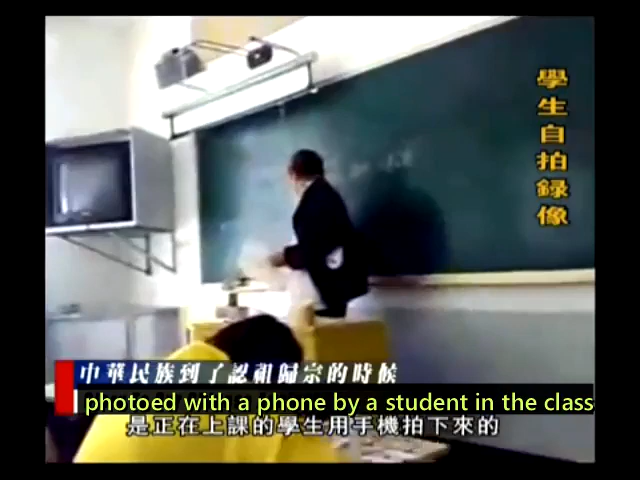 學生自拍錄像
中華民族到了認祖歸宗的時候
photoed with a phone by a student in the class
是正在上課的學生用手機拍下來的